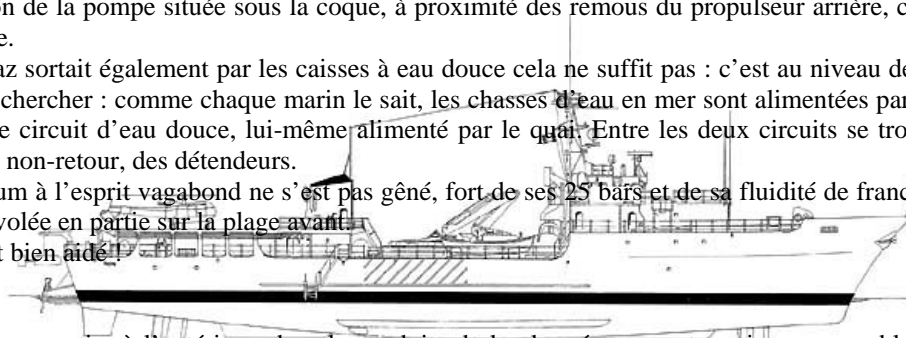 on de la pompe située sous la coque, à proximité des remous du propulseur arrière, c
e.
az sortait également par les caisses à eau douce cela ne suffit pas : c’est au niveau de
chercher : comme chaque marin le sait, les chasses d’eau en mer sont alimentées par
e circuit d’eau douce, lui-même alimenté par le quai. Entre les deux circuits se tro
non-retour, des détendeurs.
um à l’esprit vagabond ne s’est pas gêné, fort de ses 25 bars et de sa fluidité de franc
volée en partie sur la plage avant.
t bien aidé !